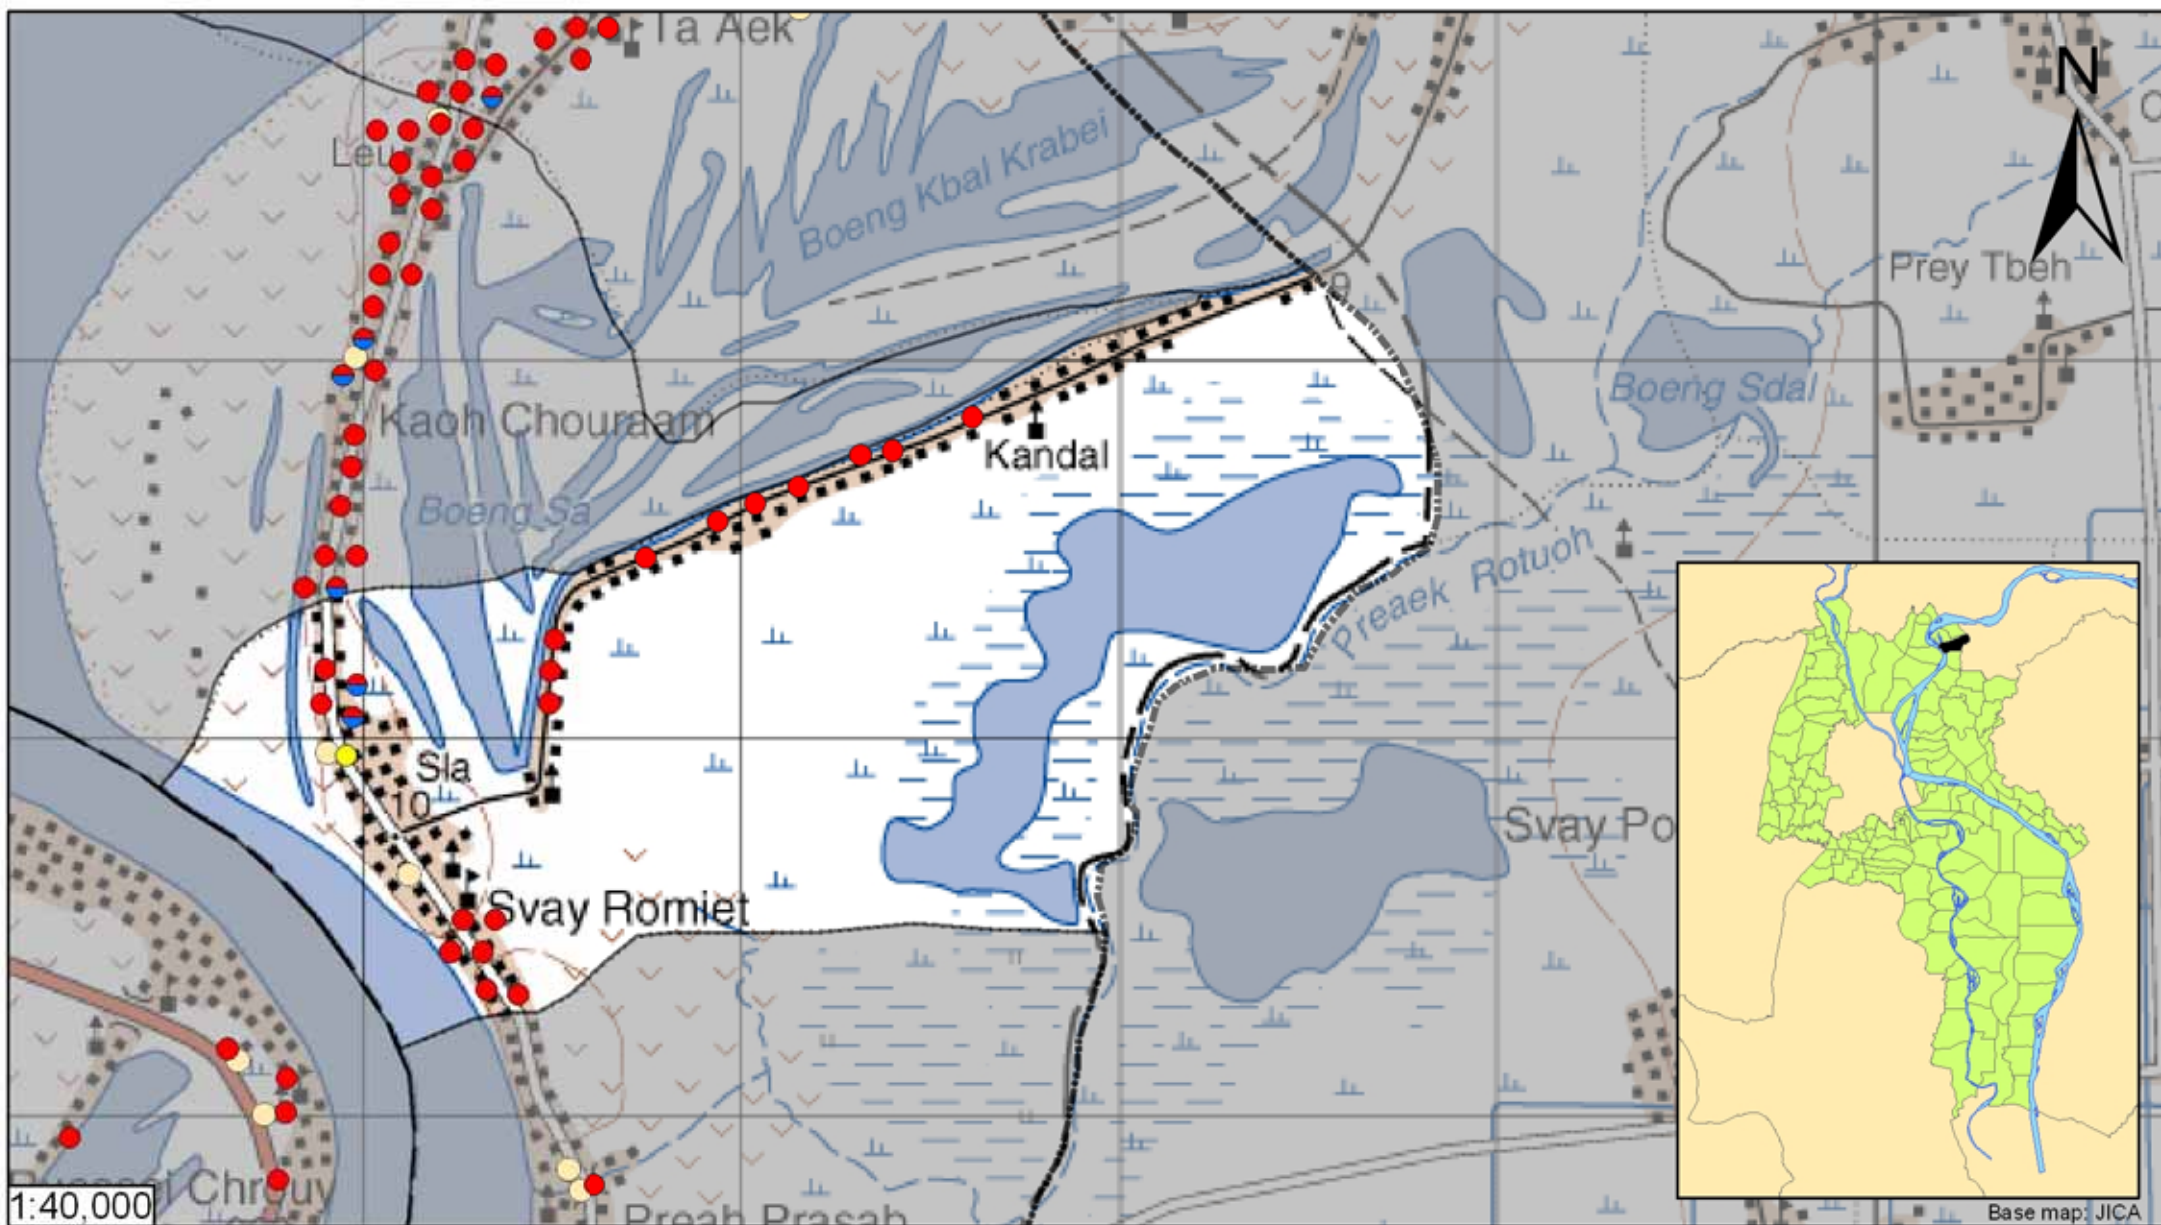 Ta Aek
N
Leu
Boeng Kbal Krabei
Prey Tbeh
9
Boeng Sdal
Kaoh Chouraam
Kandal
Boeng Sa
Preaek Rotuoh
Sla
10
Svay Po
Svay Romiet
Chrouy
1:40,000
Preah Prasab
Base map: JICA